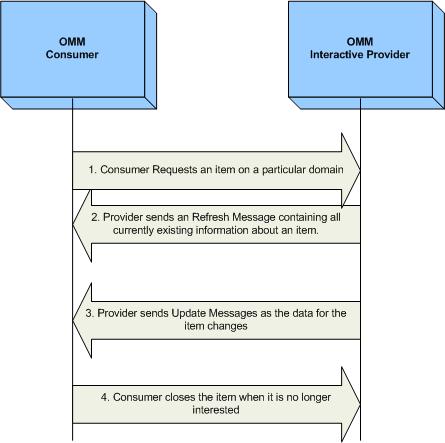 OMM
Consumer
OMM
Interactive Provider
1. Consumer Requests an item on a particular domain
2. Provider sends an Refresh Message containing all
currently existing information about an item.
3. Provider sends Update Messages as the data for the
item changes
4. Consumer closes the item when it is no longer
interested